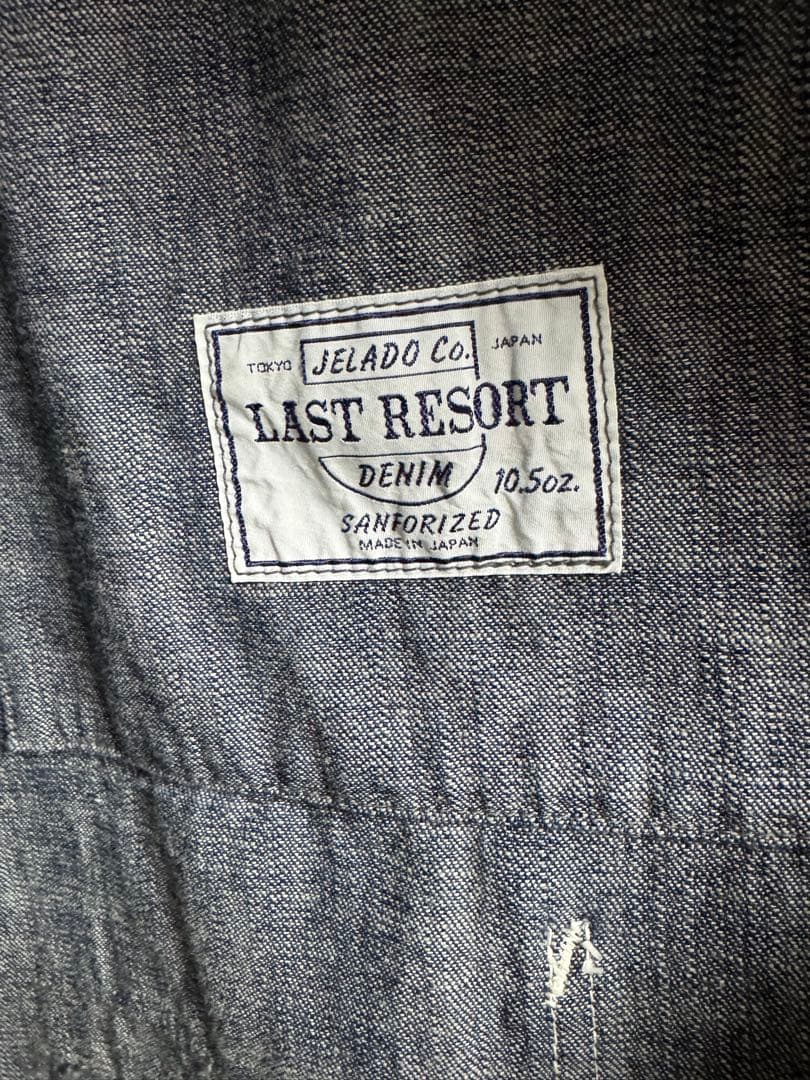 TOKYO JELADO Co. JAPAN
LAST RESORT
DENIM 10.5oz.
SANFORIZED
MADE IN JAPAN